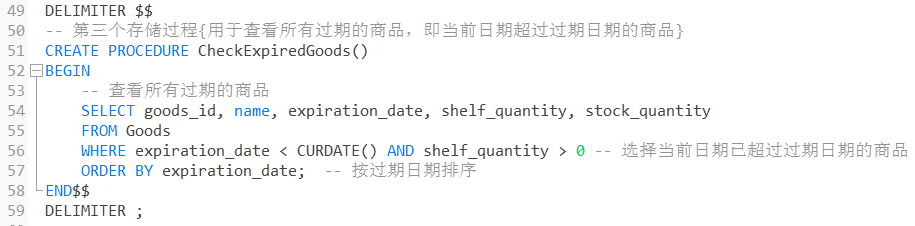 49 DELIMITER $$
50 -- 第三个存储过程{用于查看所有过期的商品，即当前日期超过过期日期的商品}
51 CREATE PROCEDURE CheckExpiredGoods()
52 BEGIN
53 -- 查看所有过期的商品
54 SELECT goods_id, name, expiration_date, shelf_quantity, stock_quantity
55 FROM Goods
56 WHERE expiration_date < CURDATE() AND shelf_quantity > 0 -- 选择当前日期已超过过期日期的商品
57 ORDER BY expiration_date; -- 按过期日期排序
58 END$$
59 DELIMITER ;